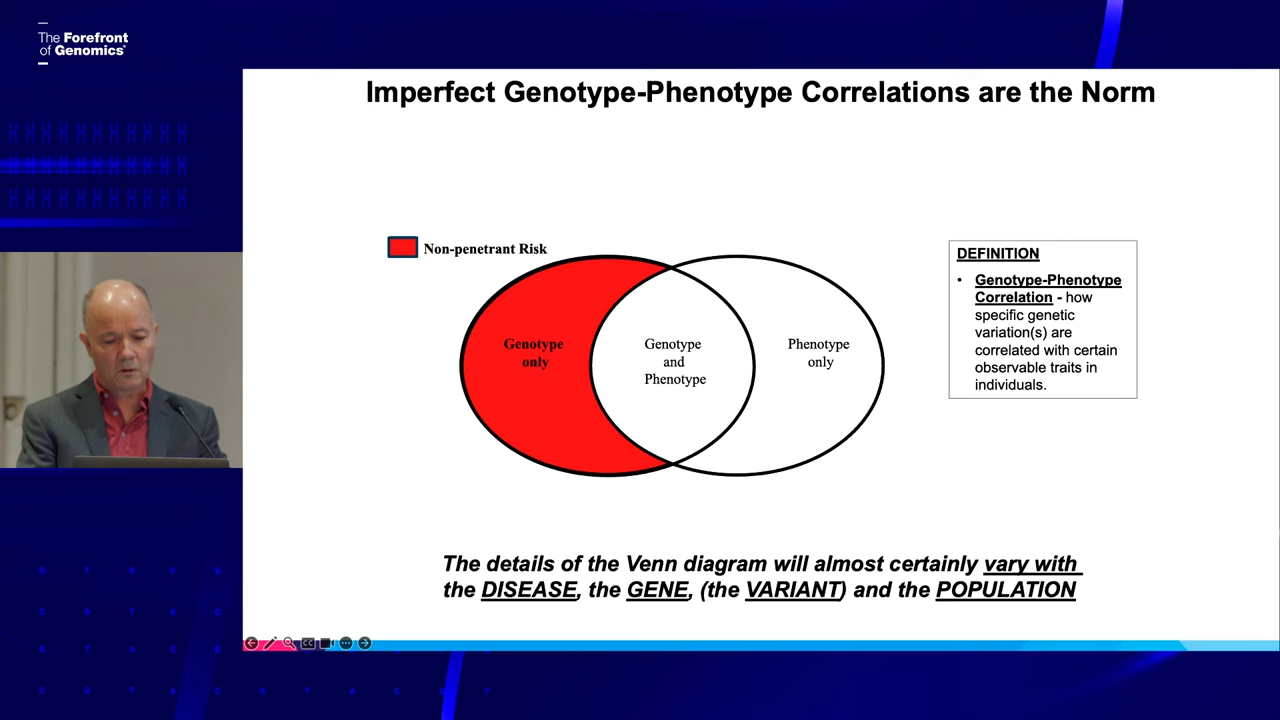 The Forefront
of Genomics®
Imperfect Genotype-Phenotype Correlations are the Norm
Non-penetrant Risk
Genotype
only
Genotype
and
Phenotype
Phenotype
only
DEFINITION
• Genotype-Phenotype
Correlation - how
specific genetic
variation(s) are
correlated with certain
observable traits in
individuals.
The details of the Venn diagram will almost certainly vary with
the DISEASE, the GENE, (the VARIANT) and the POPULATION
CC